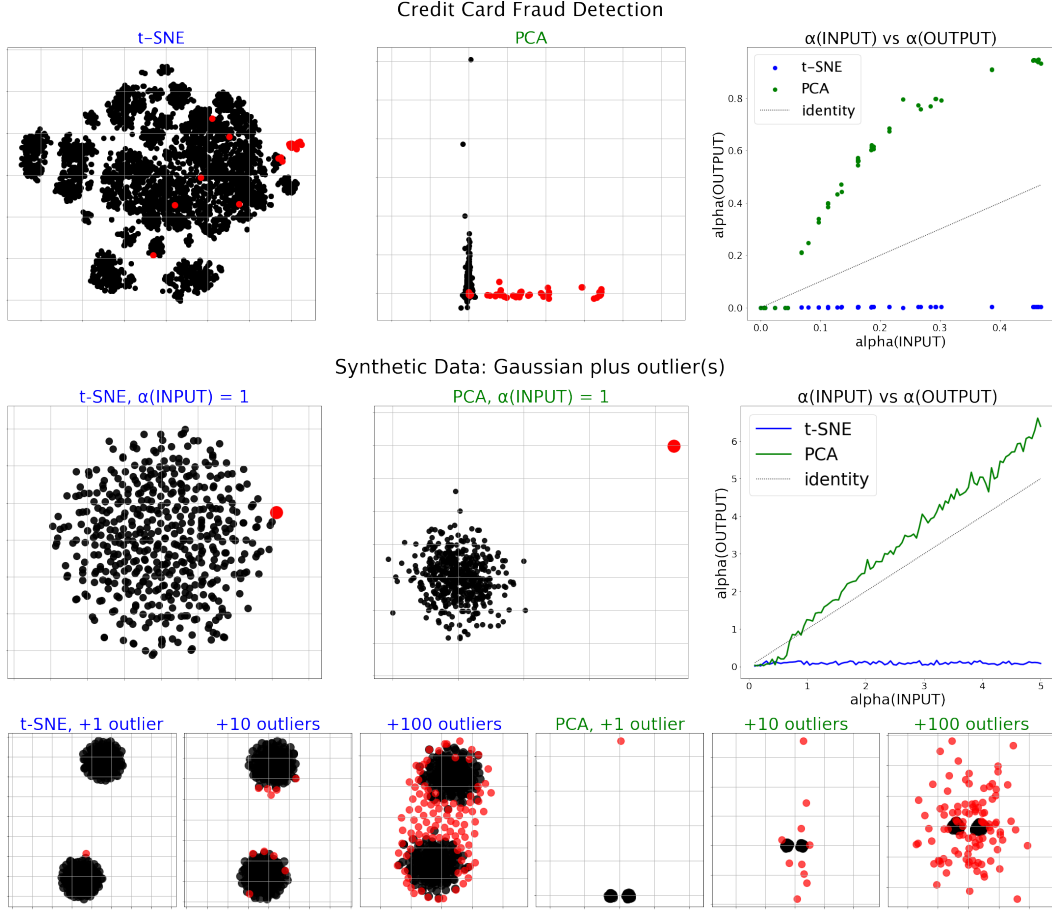 Credit Card Fraud Detection
t-SNE
PCA
α(INPUT) vs α(OUTPUT)
t-SNE
PCA
identity
alpha(OUTPUT)
0.8
0.6
0.4
0.2
0.0
0.0 0.1 0.2 0.3 0.4
alpha(INPUT)
Synthetic Data: Gaussian plus outlier(s)
t-SNE, α(INPUT) = 1
PCA, α(INPUT) = 1
α(INPUT) vs α(OUTPUT)
t-SNE
PCA
identity
alpha(OUTPUT)
6
5
4
3
2
1
0
0 1 2 3 4 5
alpha(INPUT)
t-SNE, +1 outlier
+10 outliers
+100 outliers
PCA, +1 outlier
+10 outliers
+100 outliers